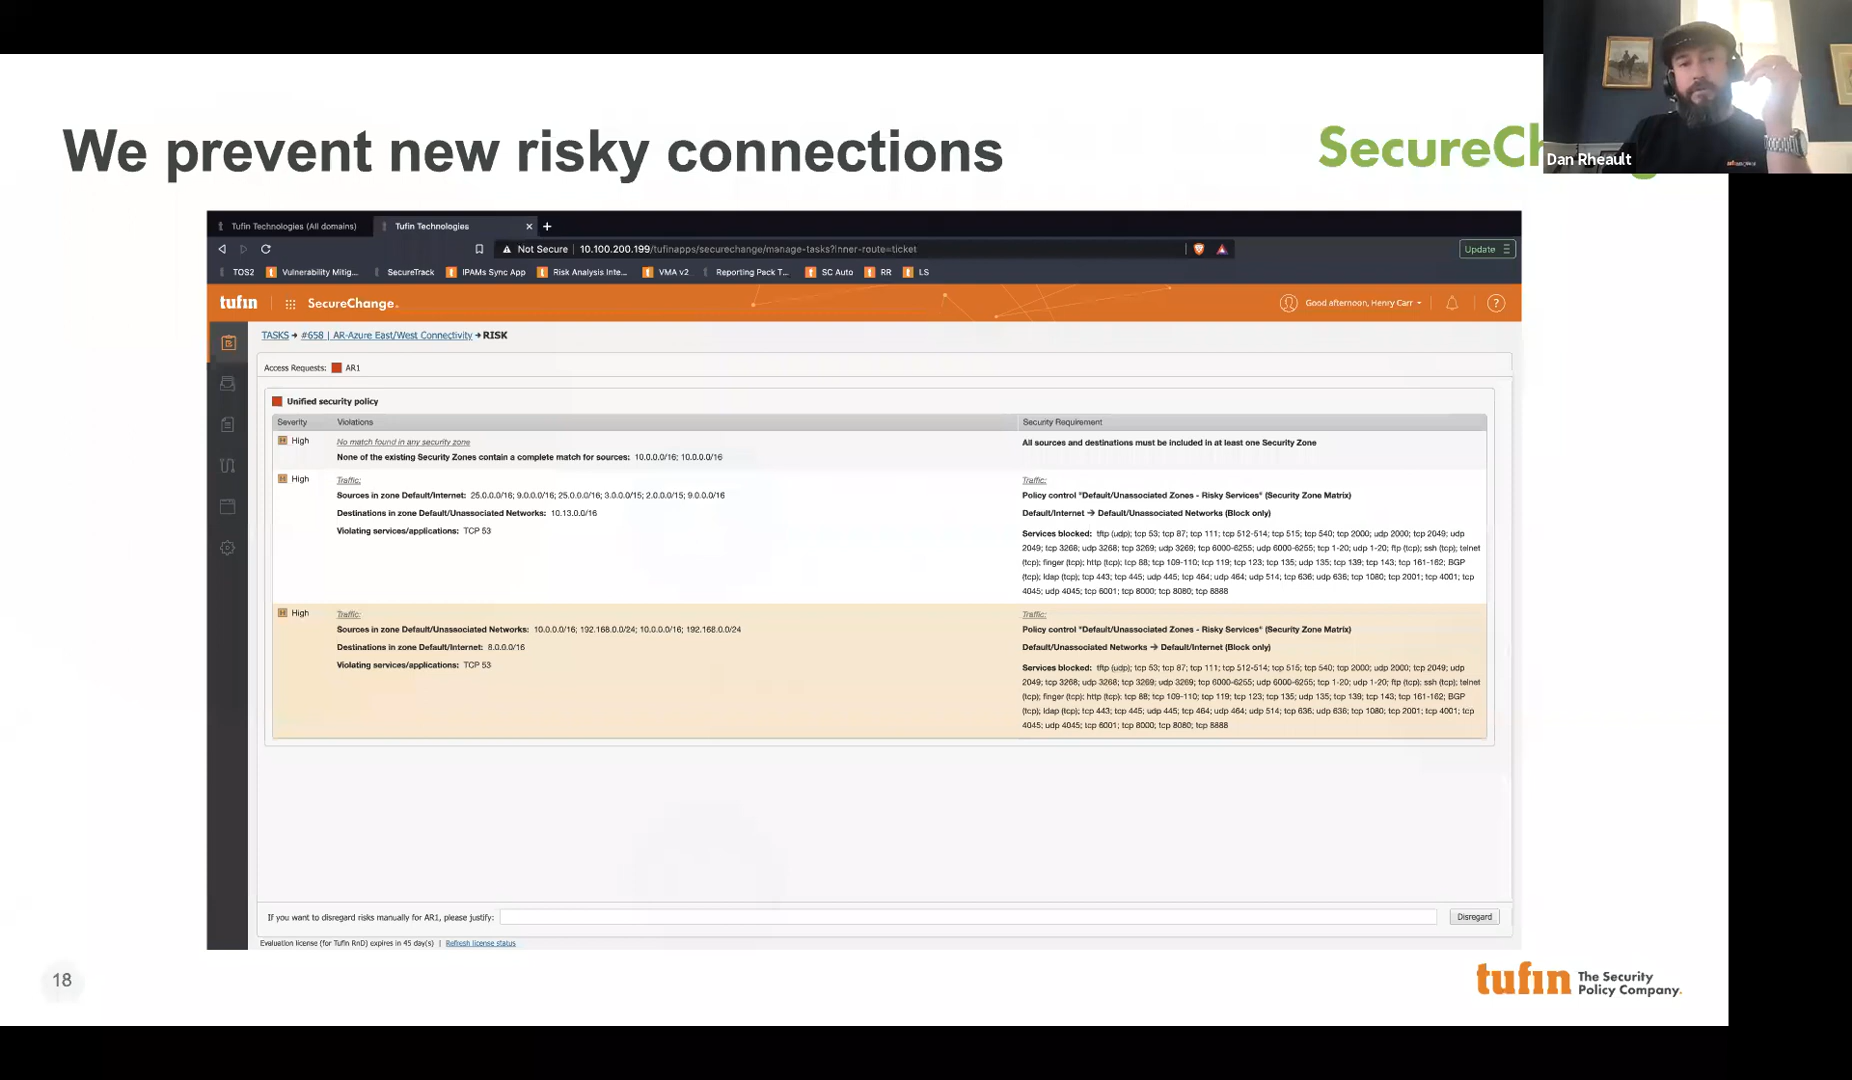 We prevent new risky connections
SecureCh
Dan Rheault
Tufin Technologies (All domains)
Tufin Technologies
Not Secure
10.100.200.199/tufinapps/securechange/manage-tasks?inner-route=ticket
Update
TOS2
Vulnerability Mitig...
SecureTrack
IPAMs Sync App
Risk Analysis Inte...
VMA v2
Reporting Pack T...
SC Auto
RR
LS
tufin
SecureChange.
Good afternoon, Henry Carr
?
TASKS → #658 | AR-Azure East/West Connectivity → RISK
Access Requests: AR1
Unified security policy
Severity Violations Security Requirement
High
No match found in any security zone
None of the existing Security Zones contain a complete match for sources: 10.0.0.0/16; 10.0.0.0/16
All sources and destinations must be included in at least one Security Zone
High
Traffic:
Sources in zone Default/Internet: 25.0.0.0/16; 9.0.0.0/16; 25.0.0.0/16; 3.0.0.0/15; 2.0.0.0/15; 9.0.0.0/16
Destinations in zone Default/Unassociated Networks: 10.13.0.0/16
Violating services/applications: TCP 53
Traffic:
Policy control "Default/Unassociated Zones - Risky Services" (Security Zone Matrix)
Default/Internet → Default/Unassociated Networks (Block only)
Services blocked: tftp (udp); tcp 53; tcp 87; tcp 111; tcp 512-514; tcp 515; tcp 540; tcp 2000; udp 2000; tcp 2049; udp
2049; tcp 3268; udp 3268; tcp 3269; udp 3269; tcp 6000-6255; udp 6000-6255; tcp 1-20; udp 1-20; ftp (tcp); ssh (tcp); telnet
(tcp); finger (tcp); http (tcp); tcp 88; tcp 109-110; tcp 119; tcp 123; tcp 135; udp 135; tcp 139; tcp 143; tcp 161-162; BGP
(tcp); ldap (tcp); tcp 443; tcp 445; udp 445; tcp 464; udp 464; udp 514; tcp 636; udp 636; tcp 1080; tcp 2001; tcp 4001; tcp
4045; udp 4045; tcp 6001; tcp 8000; tcp 8080; tcp 8888
High
Traffic:
Sources in zone Default/Unassociated Networks: 10.0.0.0/16; 192.168.0.0/24; 10.0.0.0/16; 192.168.0.0/24
Destinations in zone Default/Internet: 8.0.0.0/16
Violating services/applications: TCP 53
Traffic:
Policy control "Default/Unassociated Zones - Risky Services" (Security Zone Matrix)
Default/Unassociated Networks → Default/Internet (Block only)
Services blocked: tftp (udp); tcp 53; tcp 87; tcp 111; tcp 512-514; tcp 515; tcp 540; tcp 2000; udp 2000; tcp 2049; udp
2049; tcp 3268; udp 3268; tcp 3269; udp 3269; tcp 6000-6255; udp 6000-6255; tcp 1-20; udp 1-20; ftp (tcp); ssh (tcp); telnet
(tcp); finger (tcp); http (tcp); tcp 88; tcp 109-110; tcp 119; tcp 123; tcp 135; udp 135; tcp 139; tcp 143; tcp 161-162; BGP
(tcp); ldap (tcp); tcp 443; tcp 445; udp 445; tcp 464; udp 464; udp 514; tcp 636; udp 636; tcp 1080; tcp 2001; tcp 4001; tcp
4045; udp 4045; tcp 6001; tcp 8000; tcp 8080; tcp 8888
If you want to disregard risks manually for AR1, please justify:
Disregard
Evaluation license (for Tufin RnD) expires in 45 day(s) | Refresh license status
18
tufin The Security
Policy Company.